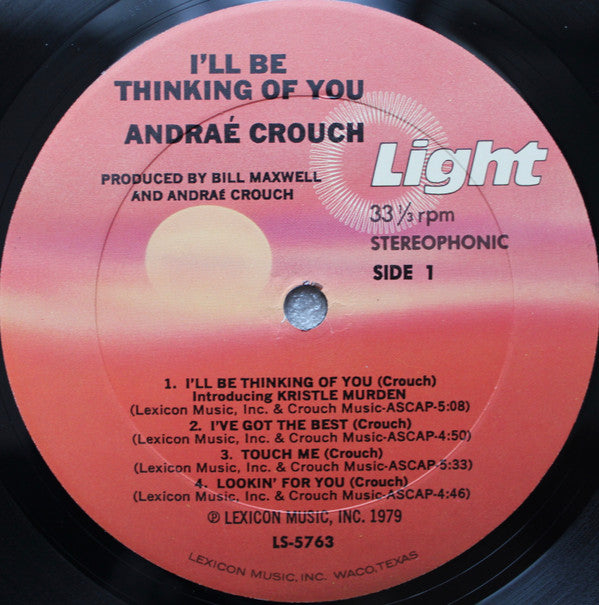 I'LL BE
THINKING OF YOU
ANDRAÉ CROUCH
PRODUCED BY BILL MAXWELL
AND ANDRAÉ CROUCH
Light
33 1/3 rpm
STEREOPHONIC
SIDE 1
1. I'LL BE THINKING OF YOU (Crouch)
Introducing KRISTLE MURDEN
(Lexicon Music, Inc. & Crouch Music-ASCAP-5:08)
2. I'VE GOT THE BEST (Crouch)
(Lexicon Music, Inc. & Crouch Music-ASCAP-4:50)
3. TOUCH ME (Crouch)
(Lexicon Music, Inc. & Crouch Music-ASCAP-5:33)
4. LOOKIN' FOR YOU (Crouch)
(Lexicon Music, Inc. & Crouch Music-ASCAP-4:46)
℗ LEXICON MUSIC, INC. 1979
LS-5763
LEXICON MUSIC, INC. WACO, TEXAS